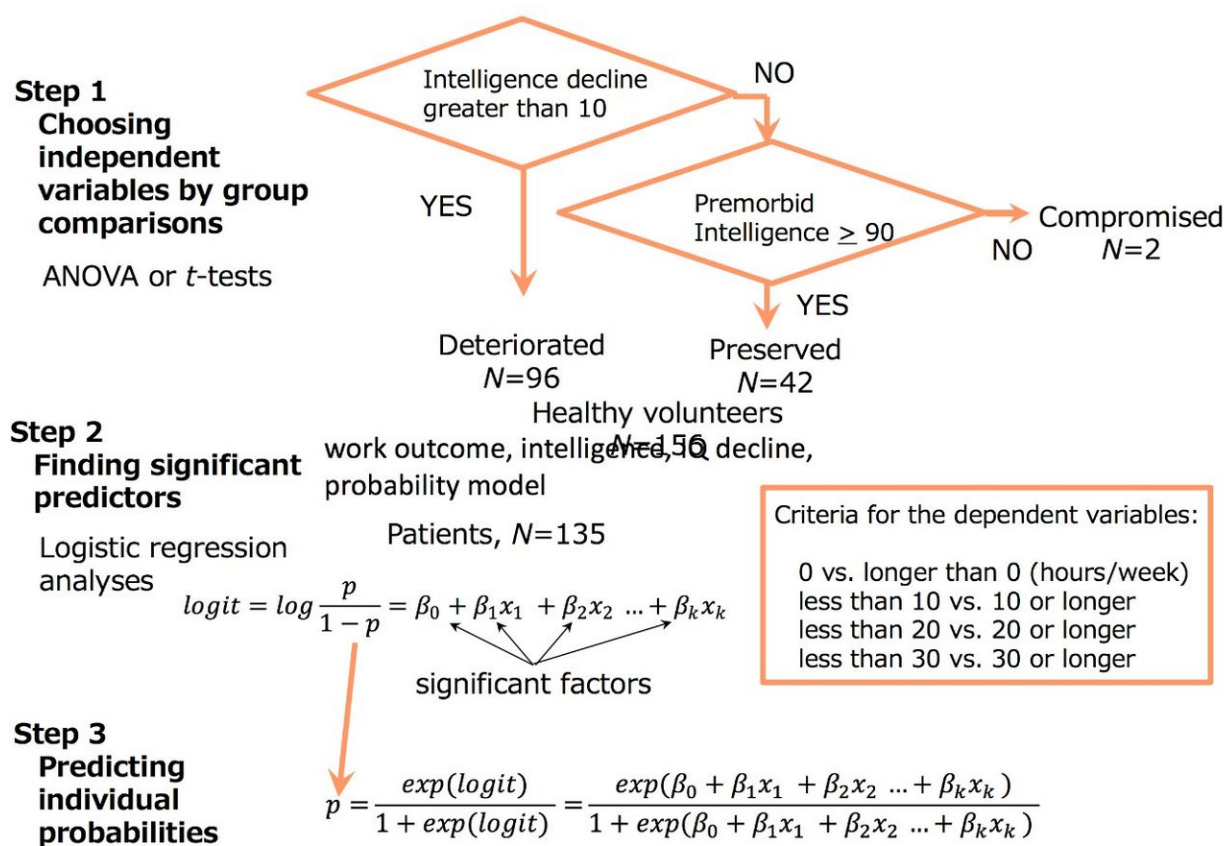 Step 1
Choosing
independent
variables by group
comparisons
ANOVA or t-tests
Intelligence decline
greater than 10
NO
YES
Premorbid
Intelligence ≥ 90
NO
Compromised
N=2
YES
Deteriorated
N=96
Preserved
N=42
Healthy volunteers
N=156
Step 2
Finding significant
predictors
Logistic regression
analyses
work outcome, intelligence, IQ decline,
probability model
Patients, N=135
logit = log p/(1 − p) = β₀ + β₁x₁ + β₂x₂ … + βₖxₖ
significant factors
Criteria for the dependent variables:
0 vs. longer than 0 (hours/week)
less than 10 vs. 10 or longer
less than 20 vs. 20 or longer
less than 30 vs. 30 or longer
Step 3
Predicting
individual
probabilities
p = exp(logit)/(1 + exp(logit)) = exp(β₀ + β₁x₁ + β₂x₂ … + βₖxₖ)/(1 + exp(β₀ + β₁x₁ + β₂x₂ … + βₖxₖ))